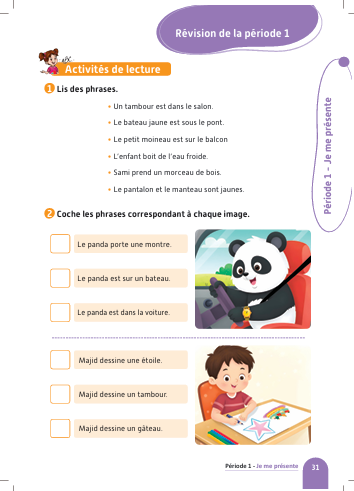 Révision de la période 1
Activités de lecture
1 Lis des phrases.
• Un tambour est dans le salon.
• Le bateau jaune est sous le pont.
• Le petit moineau est sur le balcon
• L'enfant boit de l'eau froide.
• Sami prend un morceau de bois.
• Le pantalon et le manteau sont jaunes.
Période 1 - Je me présente
2 Coche les phrases correspondant à chaque image.
Le panda porte une montre.
Le panda est sur un bateau.
Le panda est dans la voiture.
Majid dessine une étoile.
Majid dessine un tambour.
Majid dessine un gâteau.
Période 1 - Je me présente 31